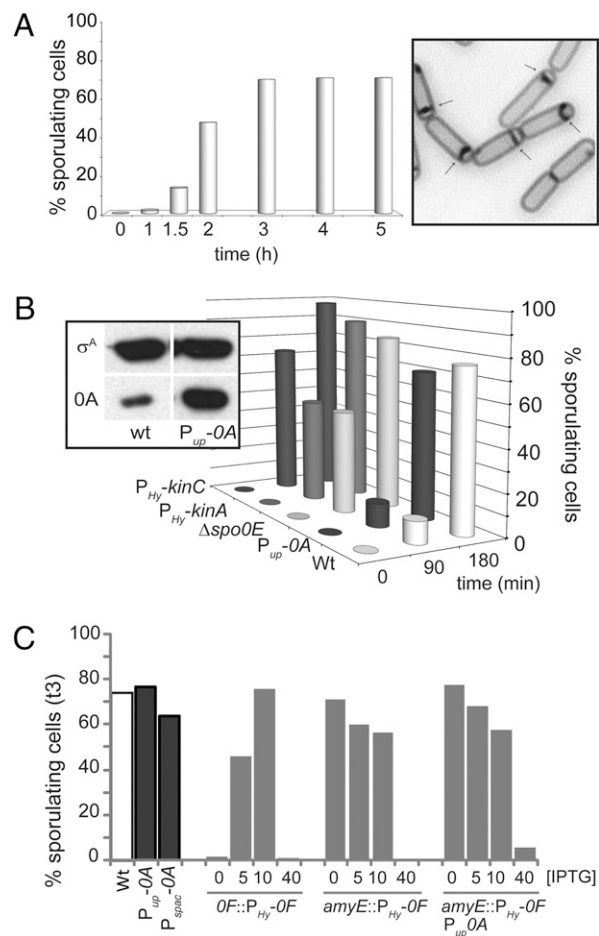 A
% sporulating cells
100
80
60
40
20
0
0 1 1.5 2 3 4 5
time (h)
B
σA
0A
wt Pup-0A
100
80
60
40
20
0
% sporulating cells
PHy-kinC
PHy-kinA
Δspo0E
Pup-0A
Wt
0 90 180
time (min)
C
% sporulating cells (t3)
100
80
60
40
20
0
Wt
Pup-0A
Pspac-0A
0 5 10 40 0 5 10 40 0 5 10 40 [IPTG]
0F::PHy-0F amyE::PHy-0F amyE::PHy-0F
Pup0A